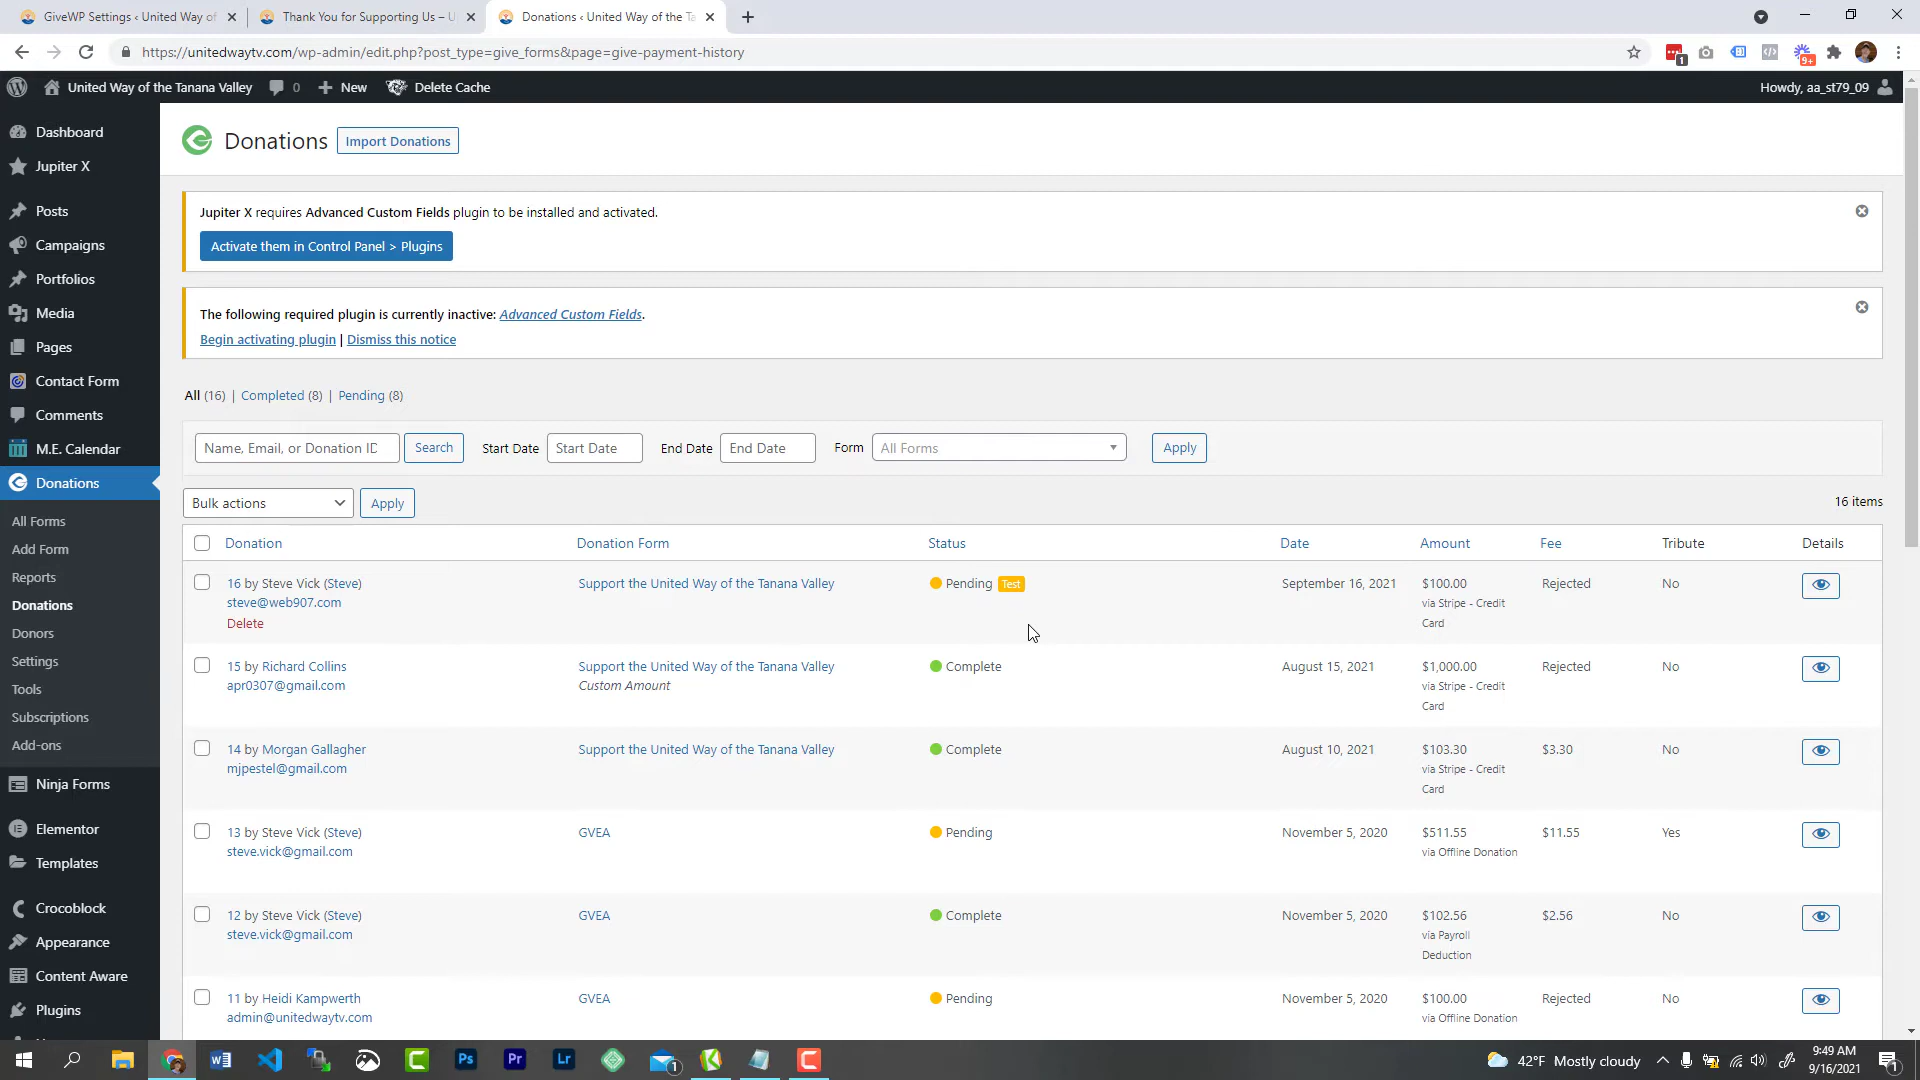 GiveWP Settings ‹ United Way of
Thank You for Supporting Us – U
Donations ‹ United Way of the Ta
https://unitedwaytv.com/wp-admin/edit.php?post_type=give_forms&page=give-payment-history
1
9+
United Way of the Tanana Valley
0
New
Delete Cache
Howdy, aa_st79_09
Dashboard
Jupiter X
Posts
Campaigns
Portfolios
Media
Pages
Contact Form
Comments
M.E. Calendar
Donations
All Forms
Add Form
Reports
Donations
Donors
Settings
Tools
Subscriptions
Add-ons
Ninja Forms
Elementor
Templates
Crocoblock
Appearance
Content Aware
Plugins
Donations
Import Donations
Jupiter X requires Advanced Custom Fields plugin to be installed and activated.
Activate them in Control Panel > Plugins
The following required plugin is currently inactive: Advanced Custom Fields.
Begin activating plugin | Dismiss this notice
All (16) | Completed (8) | Pending (8)
Name, Email, or Donation ID Search Start Date Start Date End Date End Date Form All Forms Apply
Bulk actions Apply 16 items
Donation Donation Form Status Date Amount Fee Tribute Details
16 by Steve Vick (Steve) Support the United Way of the Tanana Valley Pending Test September 16, 2021 $100.00 Rejected No
steve@web907.com via Stripe - Credit
Delete Card
15 by Richard Collins Support the United Way of the Tanana Valley Complete August 15, 2021 $1,000.00 Rejected No
apr0307@gmail.com Custom Amount via Stripe - Credit
Card
14 by Morgan Gallagher Support the United Way of the Tanana Valley Complete August 10, 2021 $103.30 $3.30 No
mjpestel@gmail.com via Stripe - Credit
Card
13 by Steve Vick (Steve) GVEA Pending November 5, 2020 $511.55 $11.55 Yes
steve.vick@gmail.com via Offline Donation
12 by Steve Vick (Steve) GVEA Complete November 5, 2020 $102.56 $2.56 No
steve.vick@gmail.com via Payroll
Deduction
11 by Heidi Kampwerth GVEA Pending November 5, 2020 $100.00 Rejected No
admin@unitedwaytv.com via Offline Donation
Ps
Pr
Lr
1
42°F Mostly cloudy
9:49 AM
9/16/2021
1